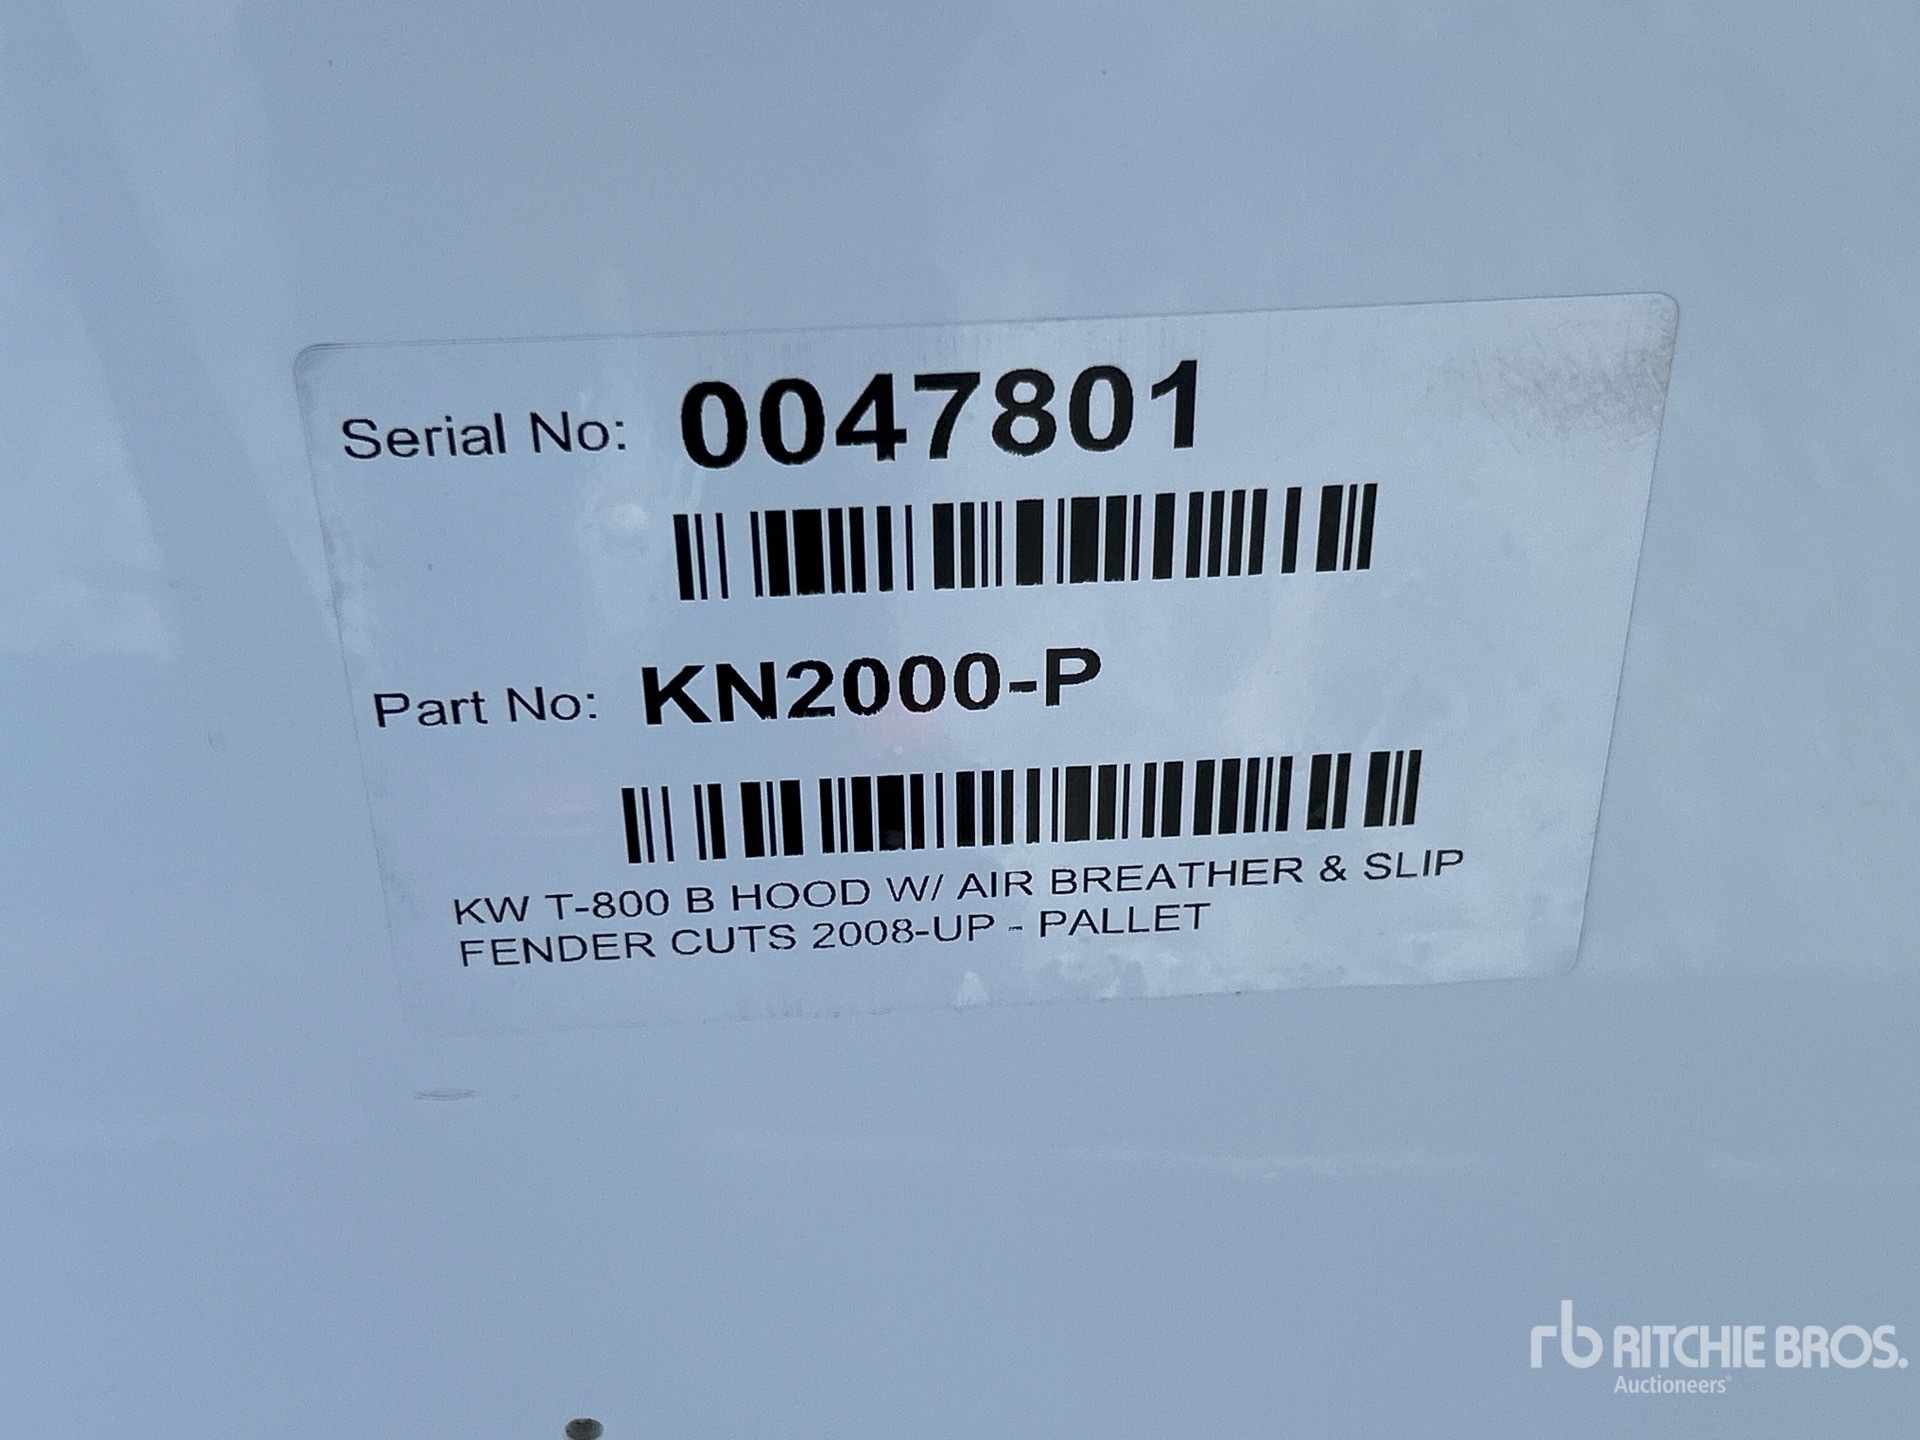 Serial No: 0047801
Part No: KN2000-P
KW T-800 B HOOD W/ AIR BREATHER & SLIP
FENDER CUTS 2008-UP - PALLET
rb RITCHIE BROS.
Auctioneers